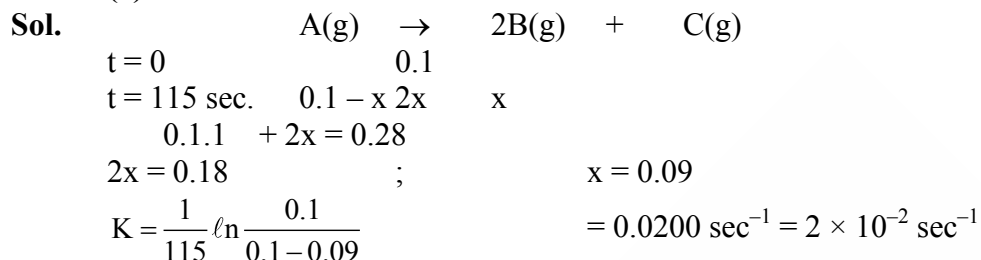 Sol. A(g) → 2B(g) + C(g)
t = 0 0.1
t = 115 sec. 0.1 – x 2x x
0.1.1 + 2x = 0.28
2x = 0.18 ; x = 0.09
K = \frac{1}{115} ℓn \frac{0.1}{0.1 – 0.09} = 0.0200 sec⁻¹ = 2 × 10⁻² sec⁻¹